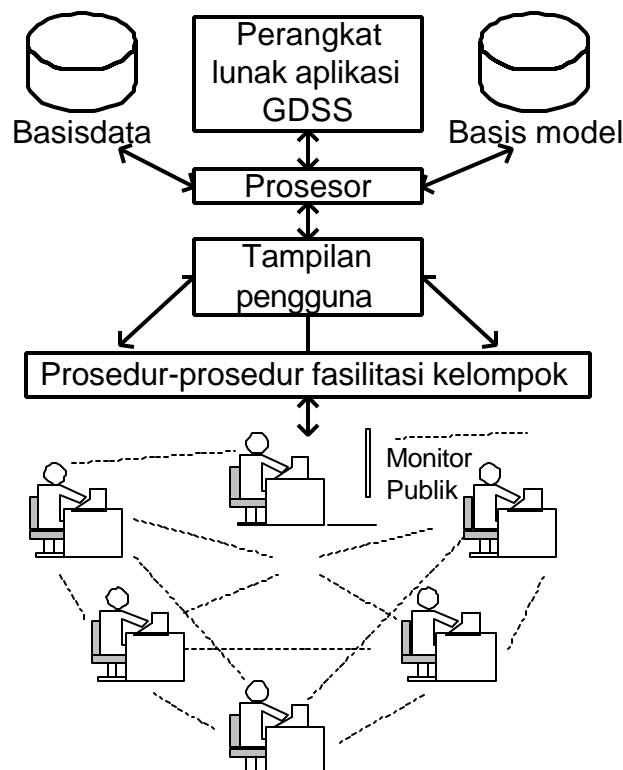 Perangkat
lunak aplikasi
GDSS
Basisdata
Basis model
Prosesor
Tampilan
pengguna
Prosedur-prosedur fasilitasi kelompok
Monitor
Publik